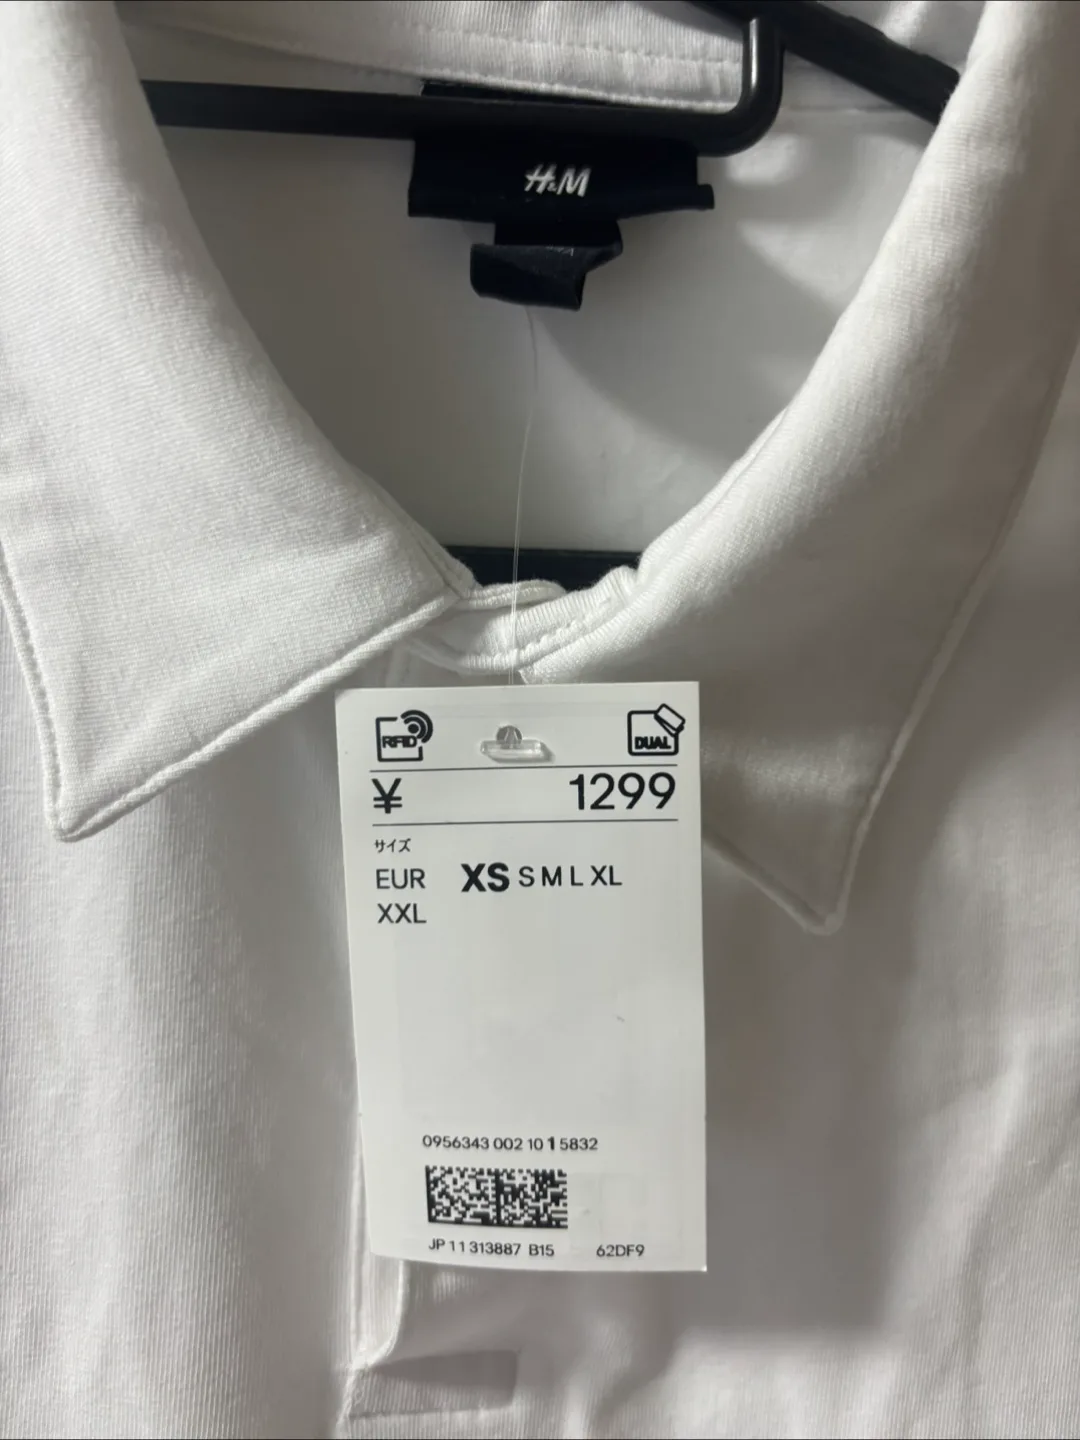 H&M
RFID
DUAL
¥ 1299
サイズ
EUR XS S M L XL
XXL
0956343 002 10 1 5832
JP 11 313887 B15 62DF9